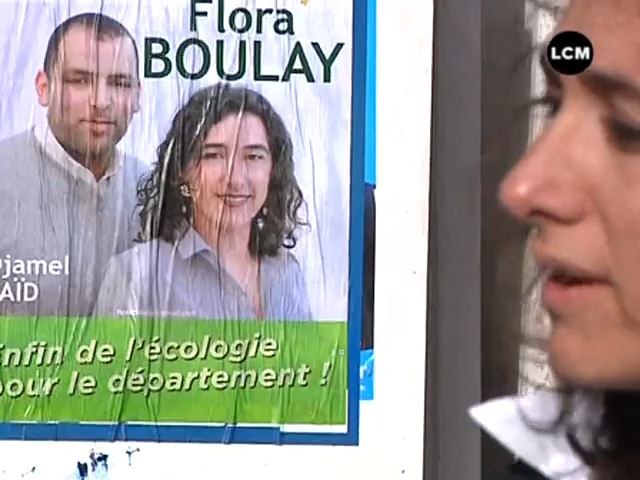 Flora
BOULAY
LCM
jamel
AÏD
nfin de l'écologie
our le département !